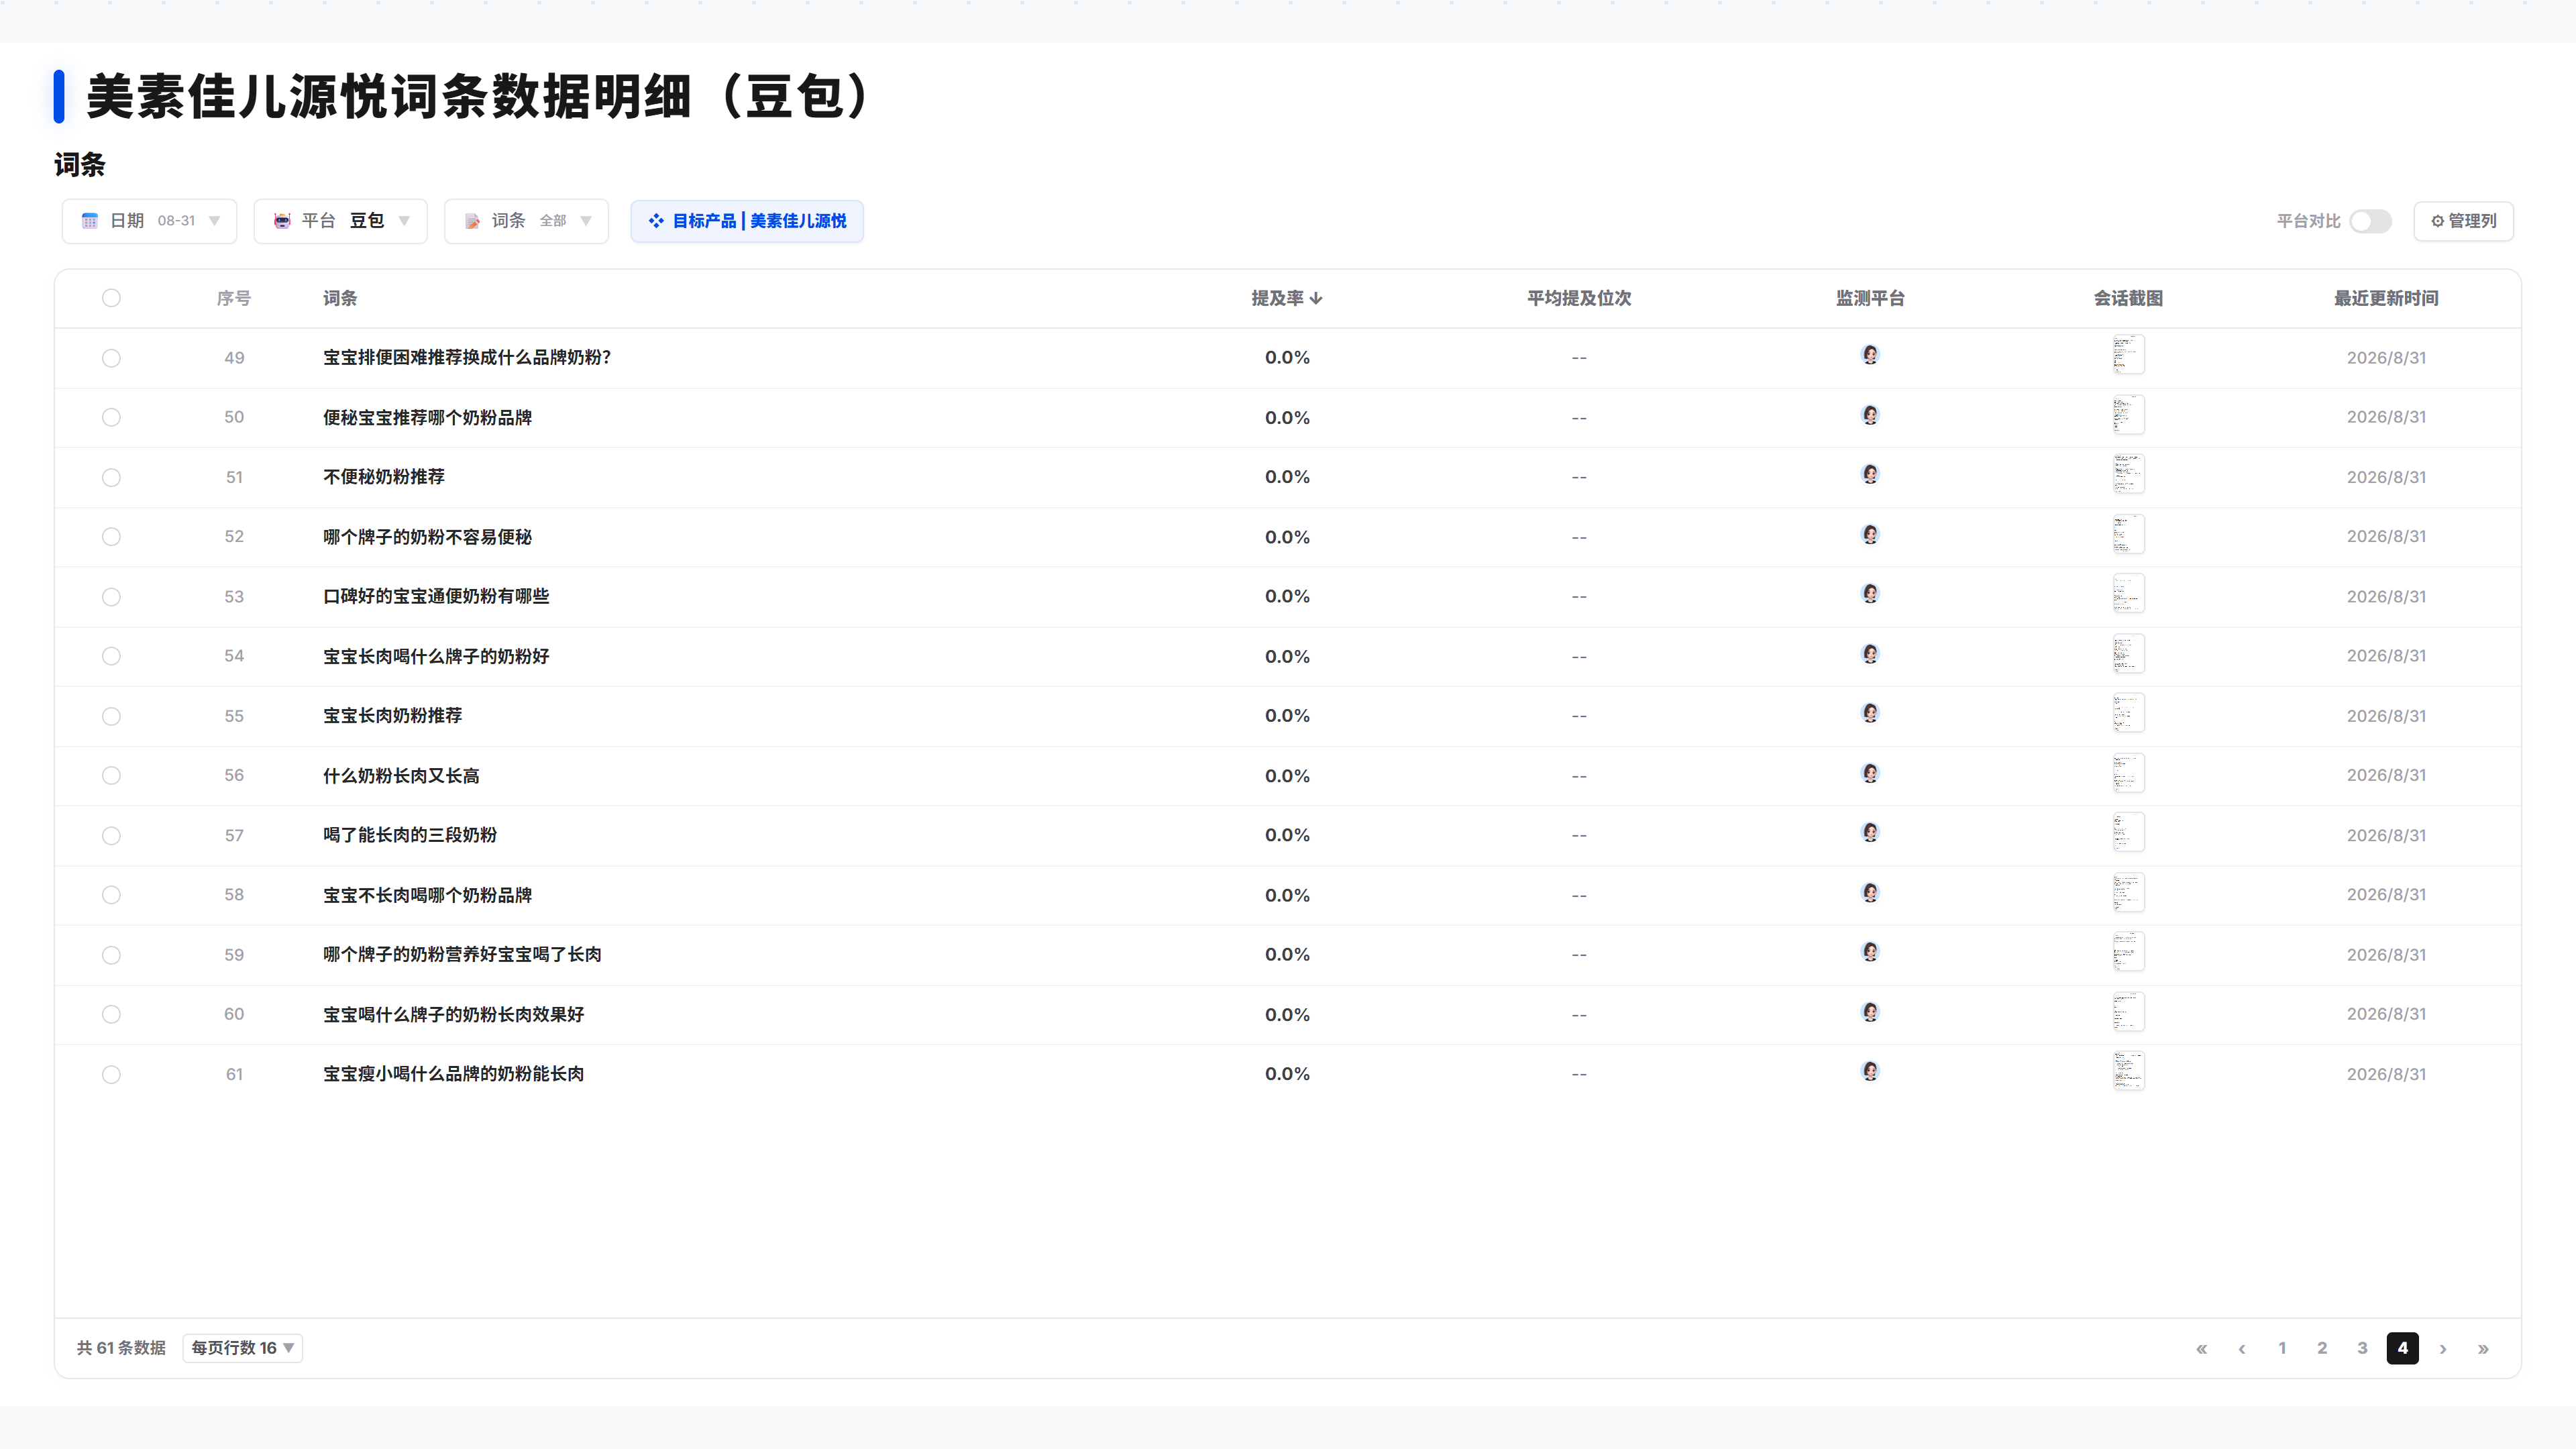 美素佳儿源悦词条数据明细（豆包）
词条
日期 08-31 ▼ 平台 豆包 ▼ 词条 全部 ▼ 目标产品 | 美素佳儿源悦 平台对比 管理列
序号 词条 提及率 ↓ 平均提及位次 监测平台 会话截图 最近更新时间
49 宝宝排便困难推荐换成什么品牌奶粉？ 0.0% -- 2026/8/31
50 便秘宝宝推荐哪个奶粉品牌 0.0% -- 2026/8/31
51 不便秘奶粉推荐 0.0% -- 2026/8/31
52 哪个牌子的奶粉不容易便秘 0.0% -- 2026/8/31
53 口碑好的宝宝通便奶粉有哪些 0.0% -- 2026/8/31
54 宝宝长肉喝什么牌子的奶粉好 0.0% -- 2026/8/31
55 宝宝长肉奶粉推荐 0.0% -- 2026/8/31
56 什么奶粉长肉又长高 0.0% -- 2026/8/31
57 喝了能长肉的三段奶粉 0.0% -- 2026/8/31
58 宝宝不长肉喝哪个奶粉品牌 0.0% -- 2026/8/31
59 哪个牌子的奶粉营养好宝宝喝了长肉 0.0% -- 2026/8/31
60 宝宝喝什么牌子的奶粉长肉效果好 0.0% -- 2026/8/31
61 宝宝瘦小喝什么品牌的奶粉能长肉 0.0% -- 2026/8/31
共 61 条数据 每页行数 16 ▼ « ‹ 1 2 3 4 › »